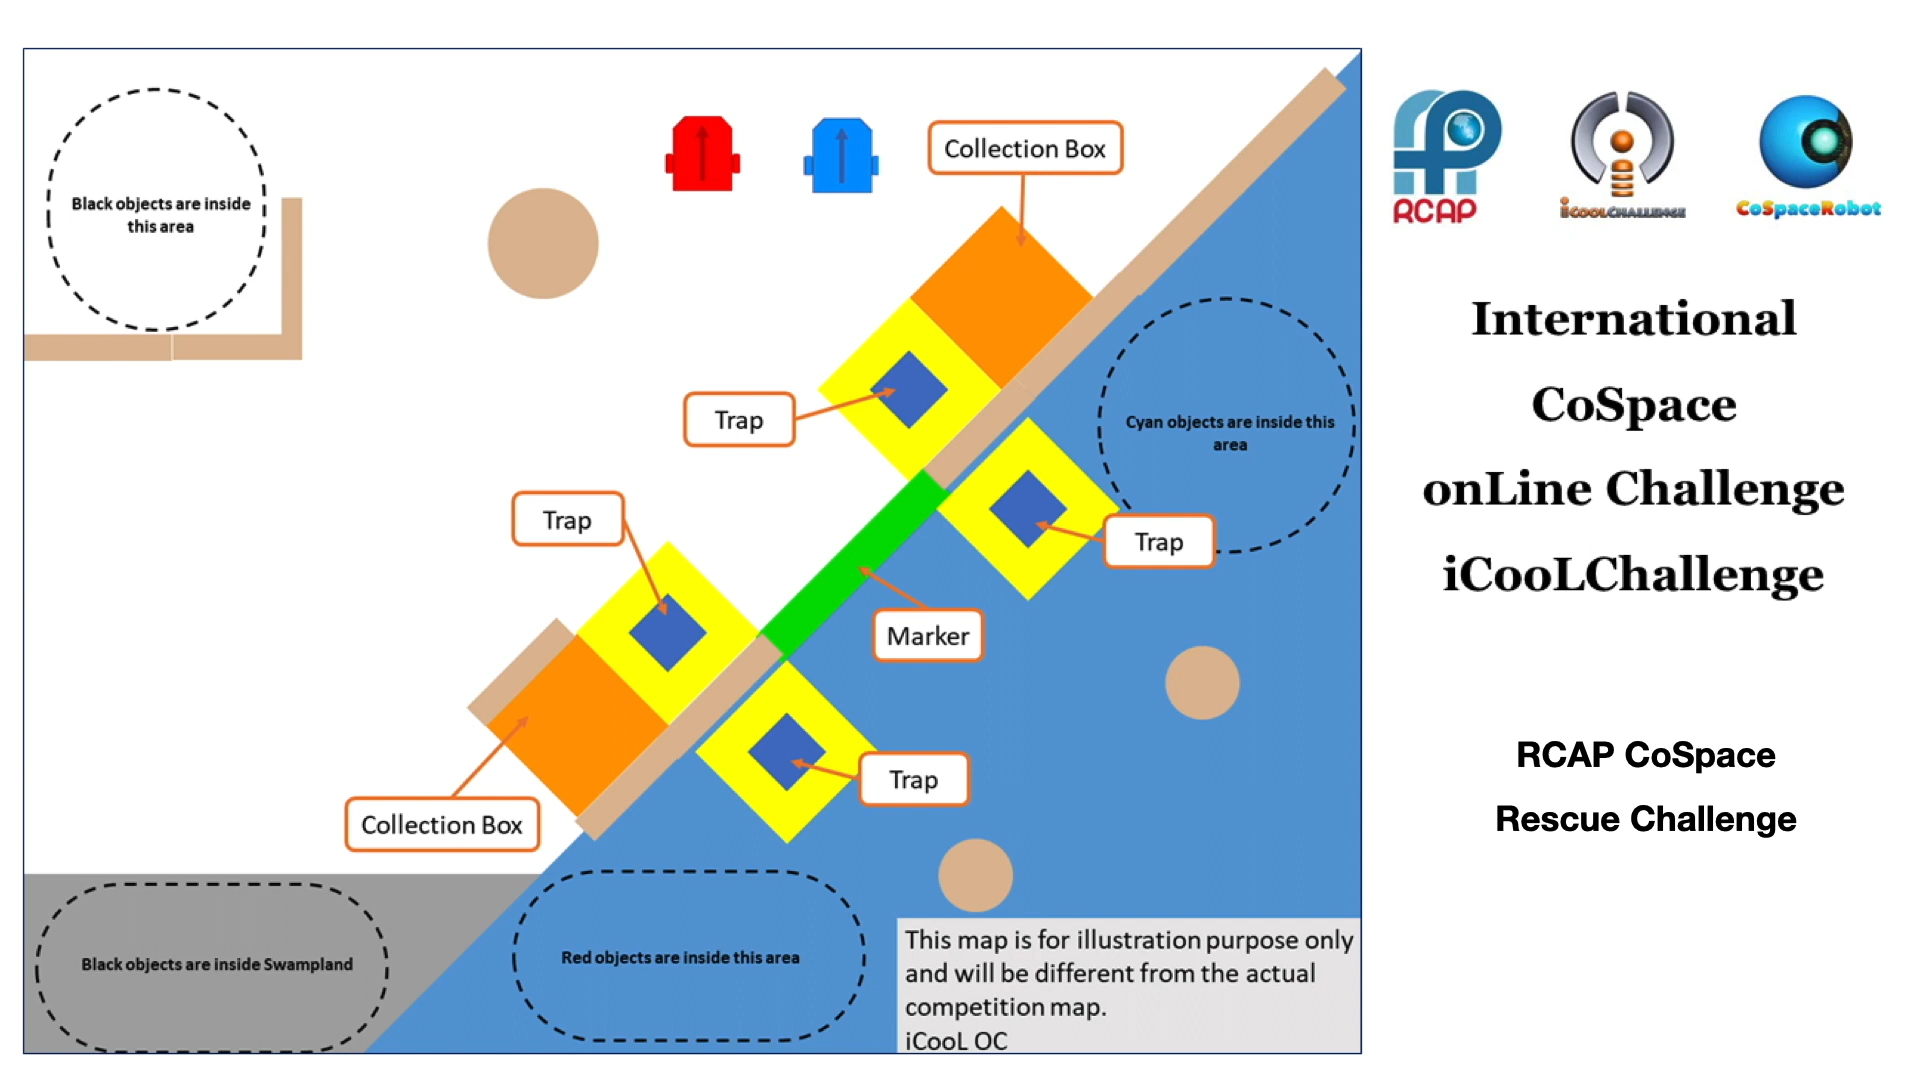 Black objects are inside
this area
Collection Box
Trap
Cyan objects are inside this
area
Trap
Trap
Marker
Trap
Collection Box
Black objects are inside Swampland
Red objects are inside this area
This map is for illustration purpose only
and will be different from the actual
competition map.
iCooL OC
RCAP
iCOOLCHALLENGE
CoSpaceRobot
International
CoSpace
onLine Challenge
iCooLChallenge
RCAP CoSpace
Rescue Challenge